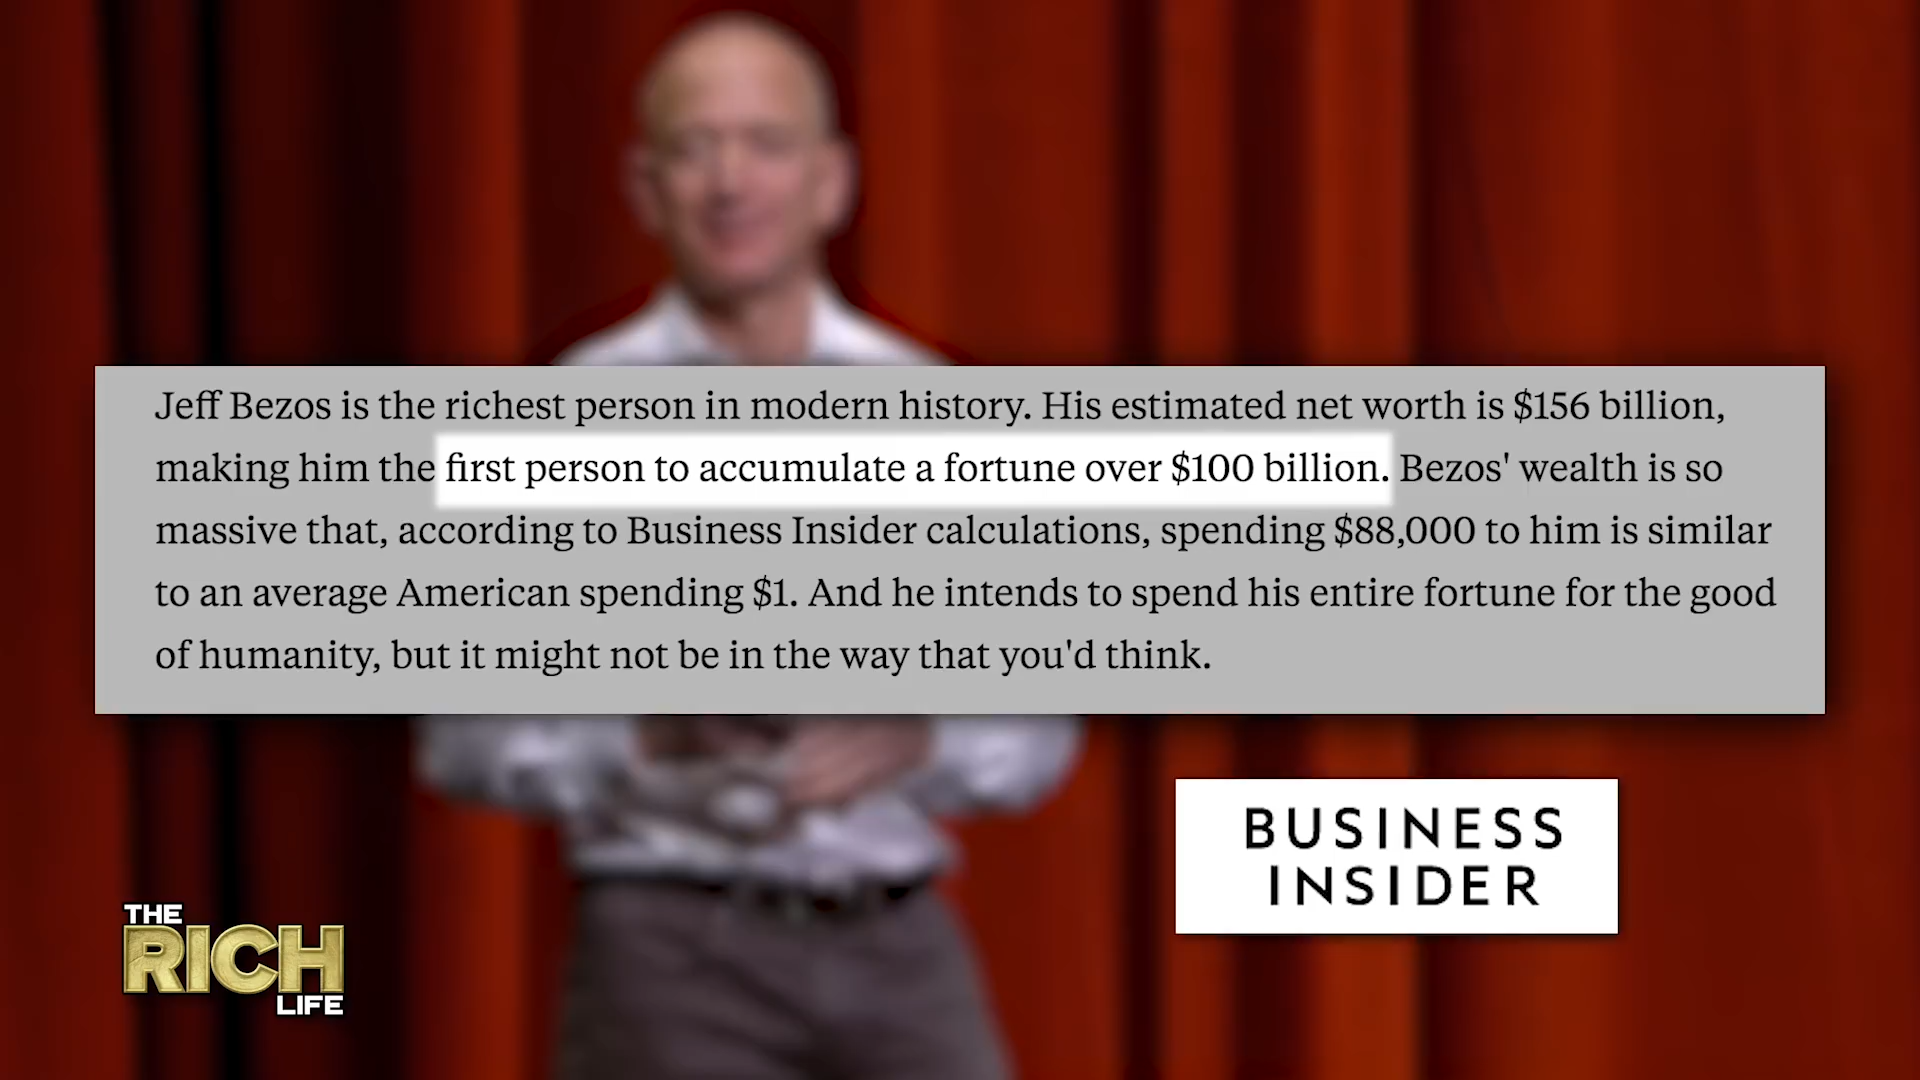 Jeff Bezos is the richest person in modern history. His estimated net worth is $156 billion,
making him the first person to accumulate a fortune over $100 billion. Bezos' wealth is so
massive that, according to Business Insider calculations, spending $88,000 to him is similar
to an average American spending $1. And he intends to spend his entire fortune for the good
of humanity, but it might not be in the way that you'd think.
BUSINESS
INSIDER
THE
RICH
LIFE